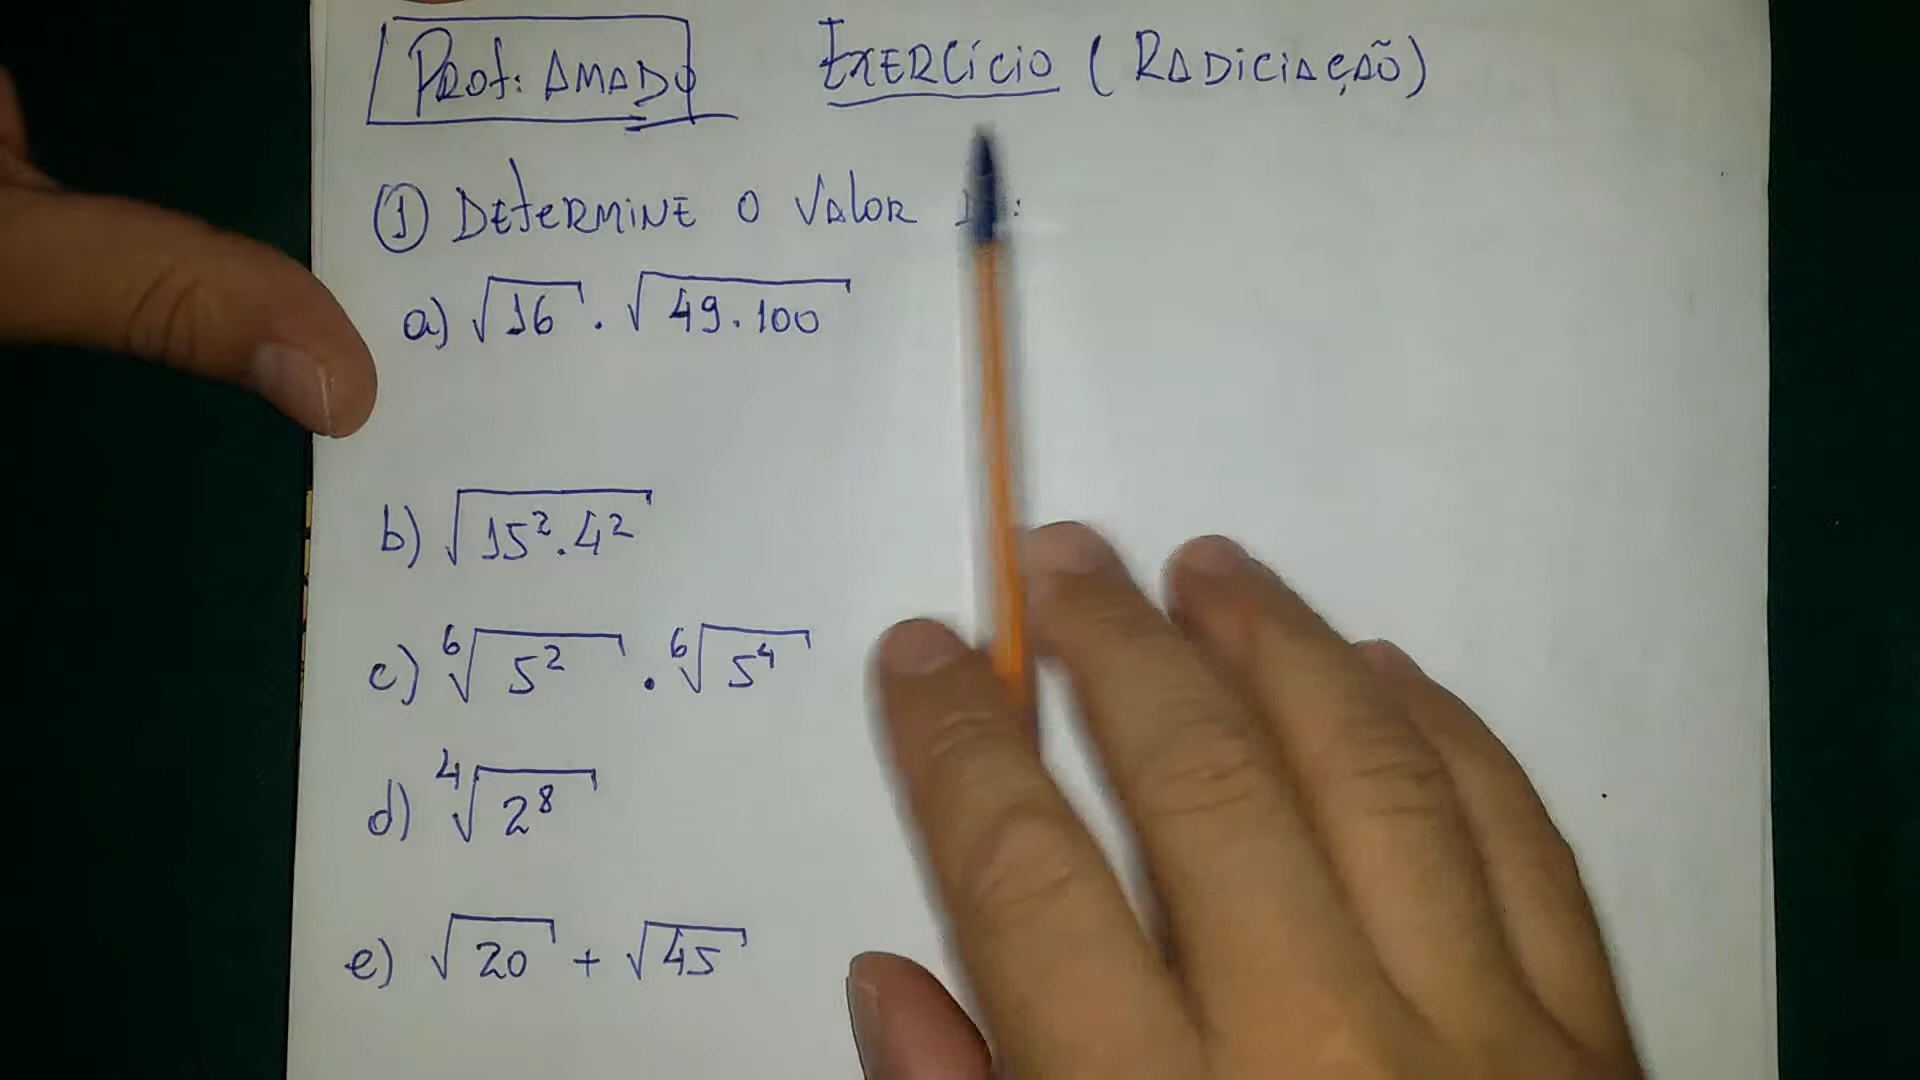 Prof: AMADO
EXERCÍCIO (RADICIAÇÃO)
① DETERMINE O VALOR
a) √16 . √49.100
b) √15².4²
c) ⁶√5² . ⁶√5⁴
d) ⁴√2⁸
e) √20 + √45